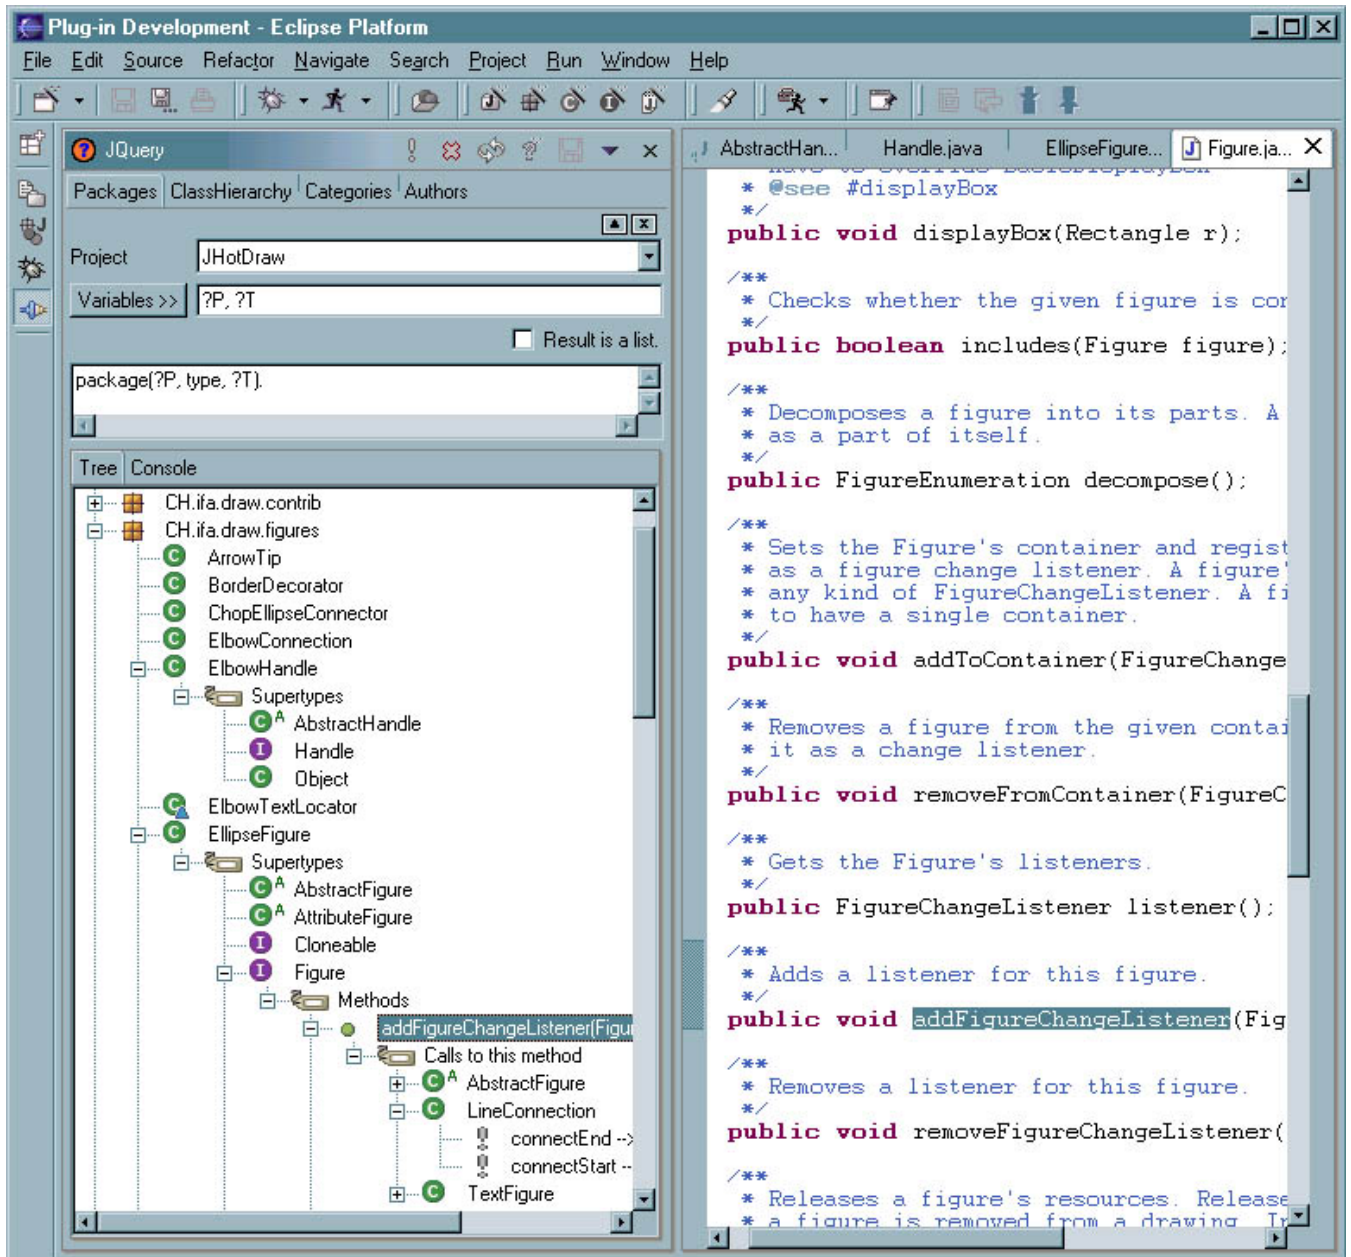 Plug-in Development - Eclipse Platform
File Edit Source Refactor Navigate Search Project Run Window Help
JQuery
Packages ClassHierarchy Categories Authors
Project JHotDraw
Variables >> ?P, ?T
Result is a list.
package(?P, type, ?T).
Tree Console
CH.ifa.draw.contrib
CH.ifa.draw.figures
ArrowTip
BorderDecorator
ChopEllipseConnector
ElbowConnection
ElbowHandle
Supertypes
AbstractHandle
Handle
Object
ElbowTextLocator
EllipseFigure
Supertypes
AbstractFigure
AttributeFigure
Cloneable
Figure
Methods
addFigureChangeListener(Figu
Calls to this method
AbstractFigure
LineConnection
connectEnd -->
connectStart --
TextFigure
AbstractHan... Handle.java EllipseFigure... Figure.ja...
* @see #displayBox
*/
public void displayBox(Rectangle r);
/**
* Checks whether the given figure is con
*/
public boolean includes(Figure figure);
/**
* Decomposes a figure into its parts. A
* as a part of itself.
*/
public FigureEnumeration decompose();
/**
* Sets the Figure's container and regist
* as a figure change listener. A figure'
* any kind of FigureChangeListener. A fi
* to have a single container.
*/
public void addToContainer(FigureChange
/**
* Removes a figure from the given contai
* it as a change listener.
*/
public void removeFromContainer(FigureC
/**
* Gets the Figure's listeners.
*/
public FigureChangeListener listener();
/**
* Adds a listener for this figure.
*/
public void addFigureChangeListener(Fig
/**
* Removes a listener for this figure.
*/
public void removeFigureChangeListener(
/**
* Releases a figure's resources. Release
* a figure is removed from a drawing. In